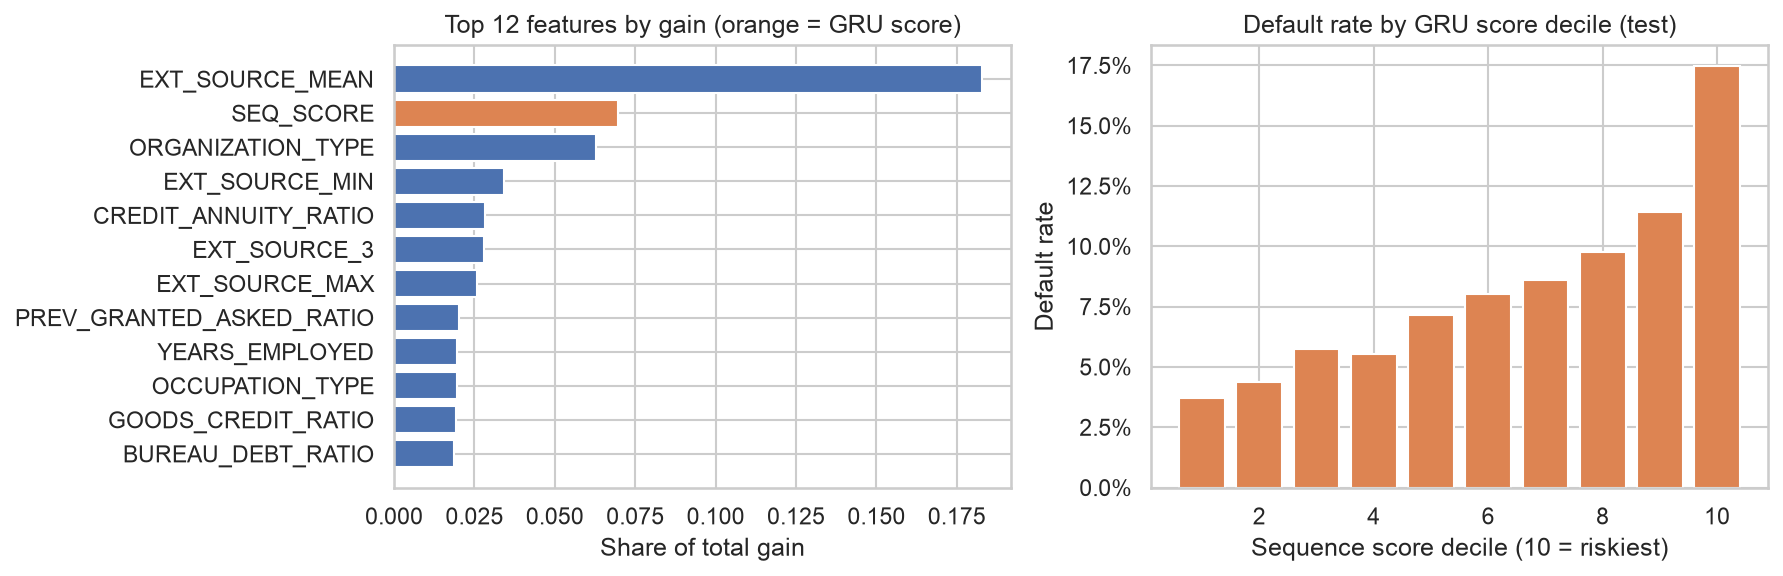 Top 12 features by gain (orange = GRU score)
EXT_SOURCE_MEAN
SEQ_SCORE
ORGANIZATION_TYPE
EXT_SOURCE_MIN
CREDIT_ANNUITY_RATIO
EXT_SOURCE_3
EXT_SOURCE_MAX
PREV_GRANTED_ASKED_RATIO
YEARS_EMPLOYED
OCCUPATION_TYPE
GOODS_CREDIT_RATIO
BUREAU_DEBT_RATIO
0.000 0.025 0.050 0.075 0.100 0.125 0.150 0.175
Share of total gain
Default rate by GRU score decile (test)
Default rate
17.5%
15.0%
12.5%
10.0%
7.5%
5.0%
2.5%
0.0%
2 4 6 8 10
Sequence score decile (10 = riskiest)